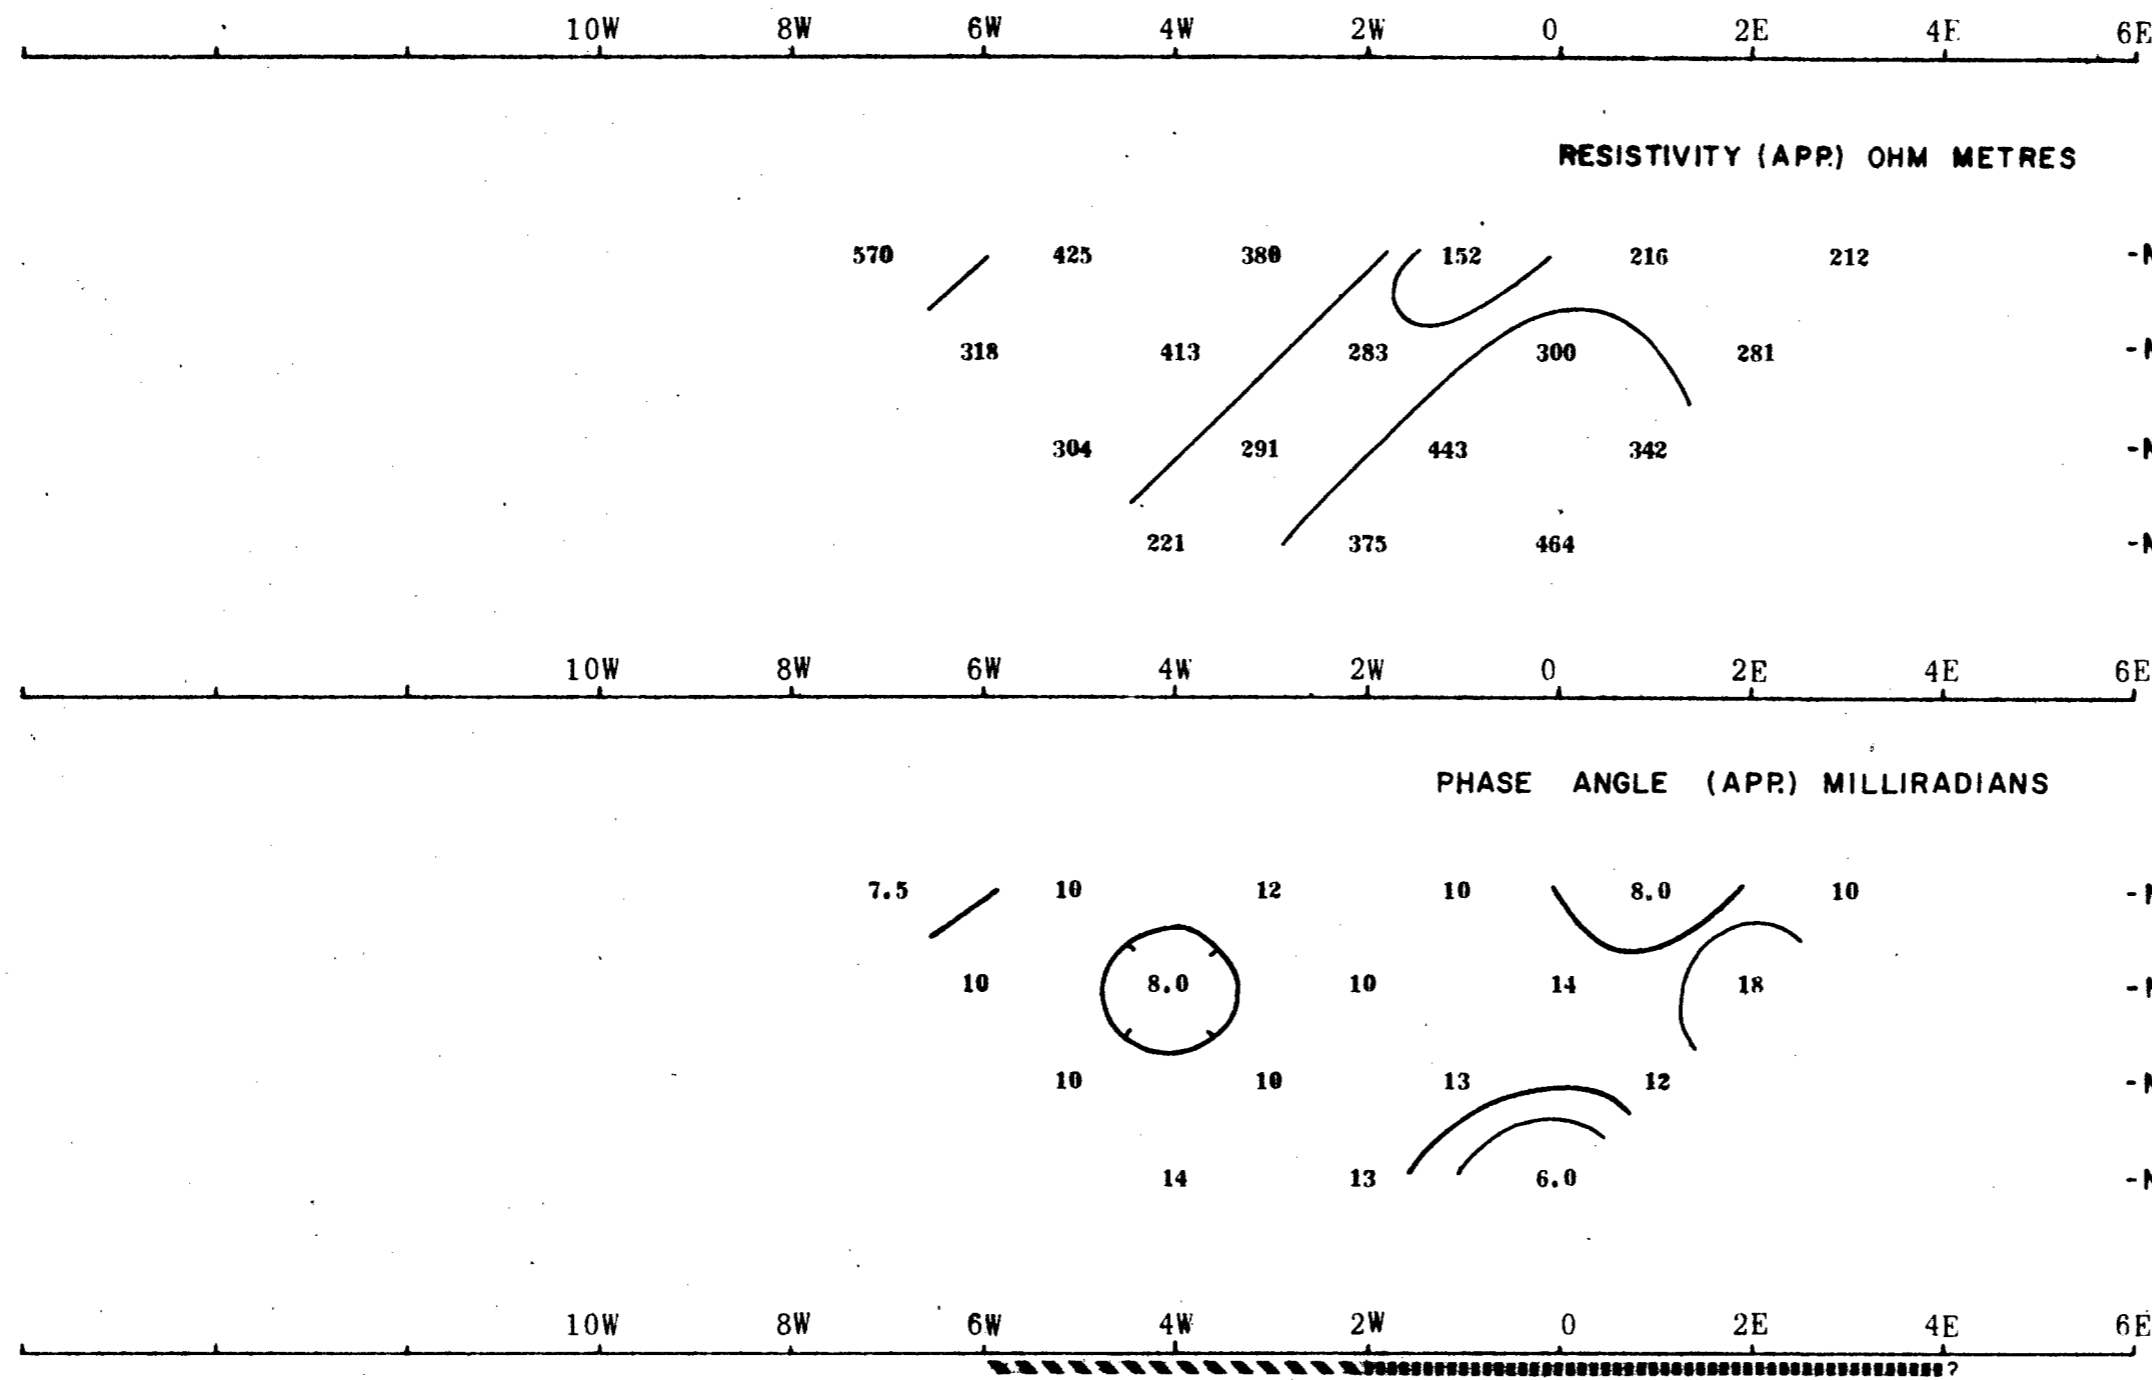 10W 8W 6W 4W 2W 0 2E 4E 6E
RESISTIVITY (APP.) OHM METRES
570 425 380 152 216 212 -N
318 413 283 300 281 -N
304 291 443 342 -N
221 375 464 -N
10W 8W 6W 4W 2W 0 2E 4E 6E
PHASE ANGLE (APP.) MILLIRADIANS
7.5 10 12 10 8.0 10 -N
10 8.0 10 14 18 -N
10 10 13 12 -N
14 13 6.0 -N
10W 8W 6W 4W 2W 0 2E 4E 6E
?